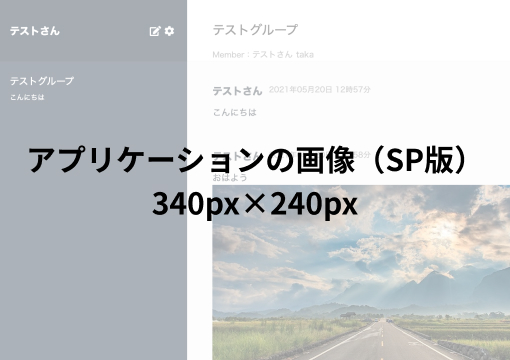 テストさん
テストグループ
こんにちは
テストグループ
Member : テストさん taka
テストさん 2021年05月20日 12時57分
こんにちは
アプリケーションの画像（SP版）
340px×240px
おはよう